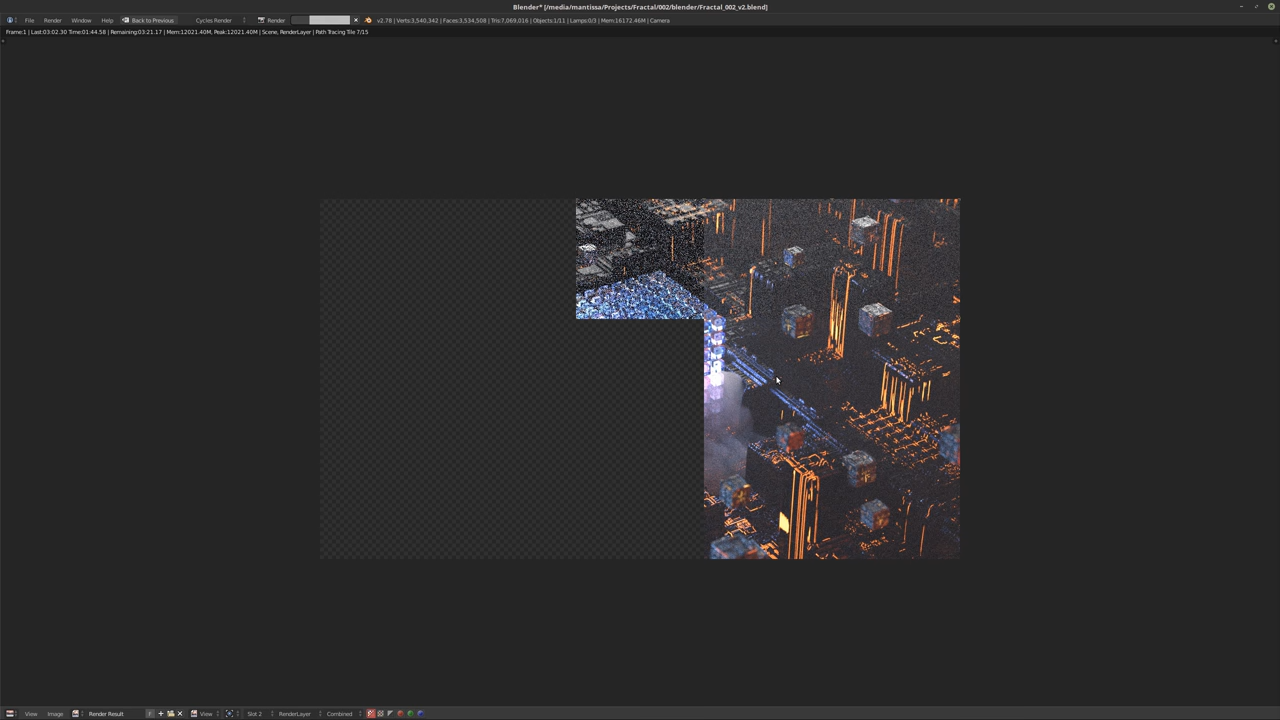 Blender* [/media/mantissa/Projects/Fractal/002/blender/Fractal_002_v2.blend]
File Render Window Help Back to Previous Cycles Render Render v2.78 | Verts:3,540,342 | Faces:3,534,508 | Tris:7,069,016 | Objects:1/11 | Lamps:0/3 | Mem:16172.46M | Camera
Frame:1 | Last:03:02.30 Time:01:44.58 | Remaining:03:21.17 | Mem:12021.40M, Peak:12021.40M | Scene, RenderLayer | Path Tracing Tile 7/15
View Image Render Result F View Slot 2 RenderLayer Combined